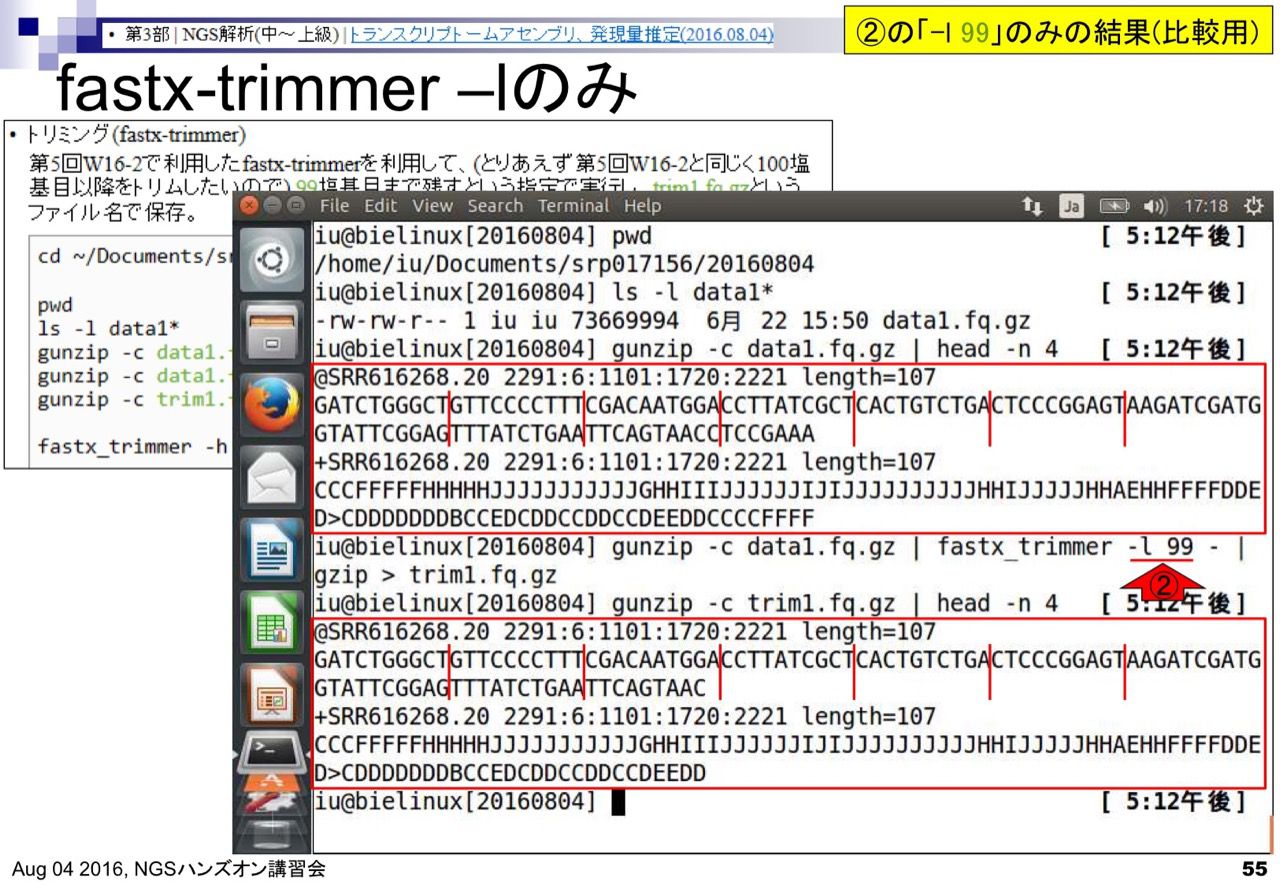 • 第3部 | NGS解析(中～上級) | トランスクリプトームアセンブリ、発現量推定(2016.08.04)
②の「–l 99」のみの結果(比較用)
fastx-trimmer –lのみ
• トリミング(fastx-trimmer)
第5回W16-2で利用したfastx-trimmerを利用して、(とりあえず第5回W16-2と同じく100塩
基目以降をトリムしたいので) 99塩基目まで残すという指定で実行し、trim1.fq.gzという
ファイル名で保存。
cd ~/Documents/sr
pwd
ls -l data1*
gunzip -c data1.
gunzip -c data1.
gunzip -c trim1.
fastx_trimmer -h
File Edit View Search Terminal Help
Ja
17:18
iu@bielinux[20160804] pwd [ 5:12午後]
/home/iu/Documents/srp017156/20160804
iu@bielinux[20160804] ls -l data1* [ 5:12午後]
-rw-rw-r-- 1 iu iu 73669994  6月 22 15:50 data1.fq.gz
iu@bielinux[20160804] gunzip -c data1.fq.gz | head -n 4 [ 5:12午後]
@SRR616268.20 2291:6:1101:1720:2221 length=107
GATCTGGGCTGTTCCCCTTTCGACAATGGACCTTATCGCTCACTGTCTGACTCCCGGAGTAAGATCGATG
GTATTCGGAGTTTATCTGAATTCAGTAACCTCCGAAA
+SRR616268.20 2291:6:1101:1720:2221 length=107
CCCFFFFFHHHHHJJJJJJJJJJJGHHIIIJJJJJJIJIJJJJJJJJJJHHIJJJJJHHAEHHFFFFDDE
D>CDDDDDDDBCCEDCDDCCDDCCDEEDDCCCCFFFF
iu@bielinux[20160804] gunzip -c data1.fq.gz | fastx_trimmer -l 99 - |
gzip > trim1.fq.gz
②
iu@bielinux[20160804] gunzip -c trim1.fq.gz | head -n 4 [ 5:12午後]
@SRR616268.20 2291:6:1101:1720:2221 length=107
GATCTGGGCTGTTCCCCTTTCGACAATGGACCTTATCGCTCACTGTCTGACTCCCGGAGTAAGATCGATG
GTATTCGGAGTTTATCTGAATTCAGTAAC
+SRR616268.20 2291:6:1101:1720:2221 length=107
CCCFFFFFHHHHHJJJJJJJJJJJGHHIIIJJJJJJIJIJJJJJJJJJJHHIJJJJJHHAEHHFFFFDDE
D>CDDDDDDDBCCEDCDDCCDDCCDEEDD
iu@bielinux[20160804] [ 5:12午後]
Aug 04 2016, NGSハンズオン講習会
55